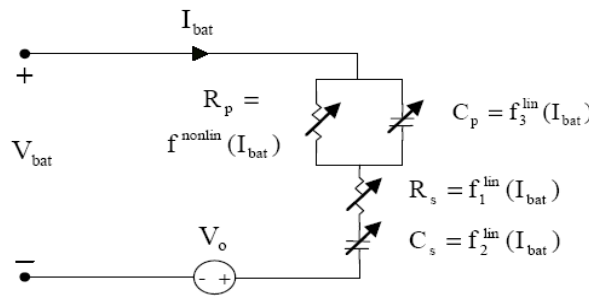 I_bat
+
R_p =
f^nonlin (I_bat)
C_p = f_3^lin (I_bat)
V_bat
R_s = f_1^lin (I_bat)
C_s = f_2^lin (I_bat)
V_o
−
- +